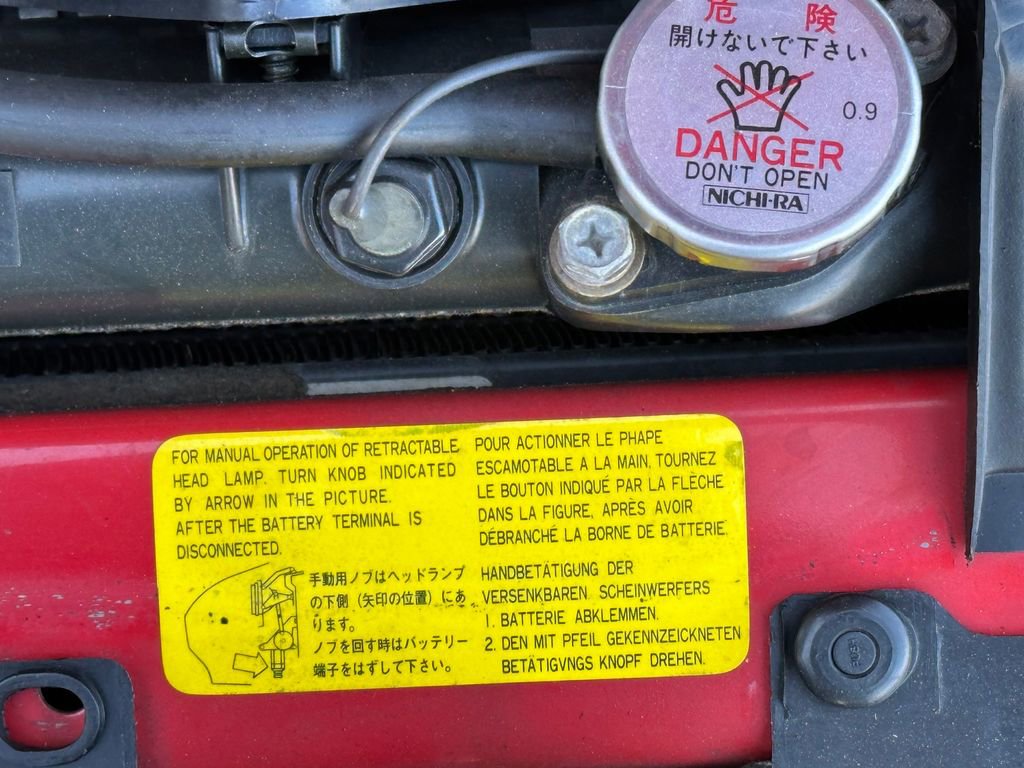 危 険
開けないで下さい
0.9
DANGER
DON'T OPEN
NICHI-RA
FOR MANUAL OPERATION OF RETRACTABLE
HEAD LAMP. TURN KNOB INDICATED
BY ARROW IN THE PICTURE.
AFTER THE BATTERY TERMINAL IS
DISCONNECTED.
POUR ACTIONNER LE PHAPE
ESCAMOTABLE A LA MAIN, TOURNEZ
LE BOUTON INDIQUÉ PAR LA FLÈCHE
DANS LA FIGURE, APRÈS AVOIR
DÉBRANCHÉ LA BORNE DE BATTERIE.
手動用ノブはヘッドランプ
の下側（矢印の位置）にあ
ります。
ノブを回す時はバッテリー
端子をはずして下さい。
HANDBETÄTIGUNG DER
VERSENKBAREN SCHEINWERFERS
1. BATTERIE ABKLEMMEN.
2. DEN MIT PFEIL GEKENNZEICKNETEN
BETÄTIGVNGS KNOPF DREHEN.